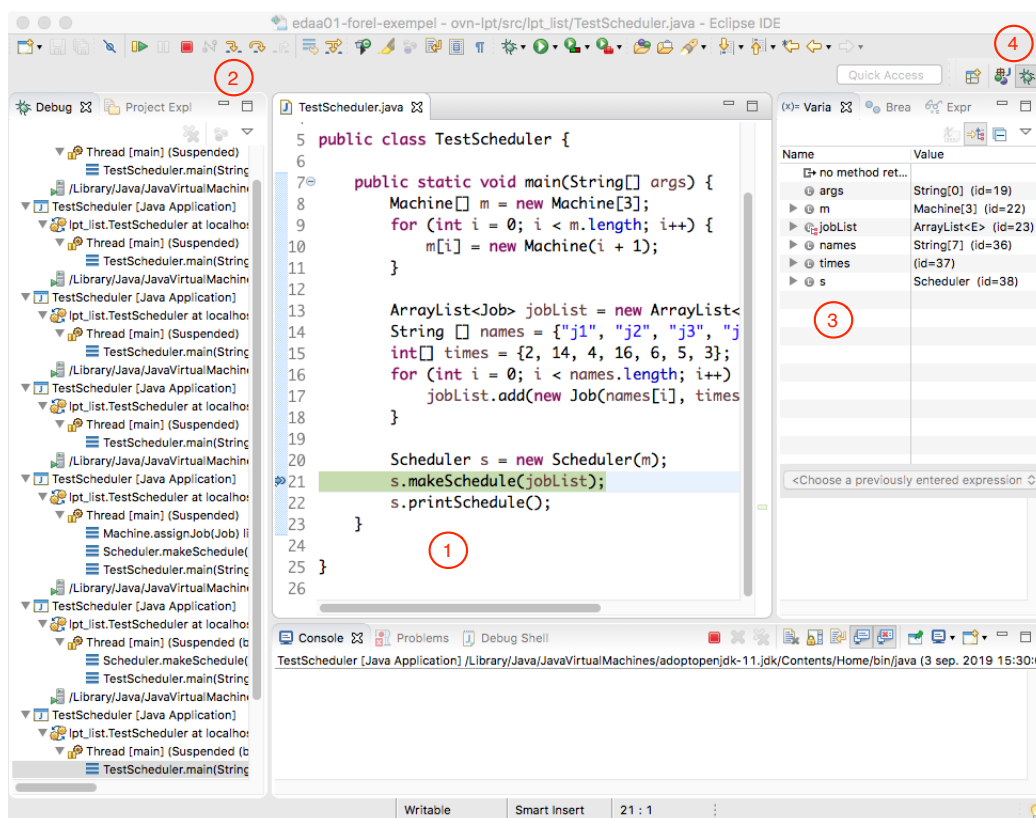 edaa01-forel-exempel - ovn-lpt/src/lpt_list/TestScheduler.java - Eclipse IDE
4
2
Quick Access
Debug
Project Expl
Thread [main] (Suspended)
TestScheduler.main(String
/Library/Java/JavaVirtualMachin
TestScheduler [Java Application]
lpt_list.TestScheduler at localhos
Thread [main] (Suspended)
TestScheduler.main(String
/Library/Java/JavaVirtualMachin
TestScheduler [Java Application]
lpt_list.TestScheduler at localhos
Thread [main] (Suspended)
TestScheduler.main(String
/Library/Java/JavaVirtualMachin
TestScheduler [Java Application]
lpt_list.TestScheduler at localhos
Thread [main] (Suspended)
TestScheduler.main(String
/Library/Java/JavaVirtualMachin
TestScheduler [Java Application]
lpt_list.TestScheduler at localhos
Thread [main] (Suspended)
Machine.assignJob(Job) li
Scheduler.makeSchedule(
TestScheduler.main(String
/Library/Java/JavaVirtualMachin
TestScheduler [Java Application]
lpt_list.TestScheduler at localhos
Thread [main] (Suspended (b
Scheduler.makeSchedule(
TestScheduler.main(String
/Library/Java/JavaVirtualMachin
TestScheduler [Java Application]
lpt_list.TestScheduler at localhos
Thread [main] (Suspended (b
TestScheduler.main(String
TestScheduler.java
5 public class TestScheduler {
6
7 public static void main(String[] args) {
8 Machine[] m = new Machine[3];
9 for (int i = 0; i < m.length; i++) {
10 m[i] = new Machine(i + 1);
11 }
12
13 ArrayList<Job> jobList = new ArrayList<
14 String [] names = {"j1", "j2", "j3", "j
15 int[] times = {2, 14, 4, 16, 6, 5, 3};
16 for (int i = 0; i < names.length; i++)
17 jobList.add(new Job(names[i], times
18 }
19
20 Scheduler s = new Scheduler(m);
21 s.makeSchedule(jobList);
22 s.printSchedule();
23 }
24
25 }
26
1
(x)= Varia
Brea
Expr
Name Value
no method ret...
args String[0] (id=19)
m Machine[3] (id=22)
jobList ArrayList<E> (id=23)
names String[7] (id=36)
times (id=37)
s Scheduler (id=38)
3
<Choose a previously entered expression
Console
Problems
Debug Shell
TestScheduler [Java Application] /Library/Java/JavaVirtualMachines/adoptopenjdk-11.jdk/Contents/Home/bin/java (3 sep. 2019 15:30:
Writable
Smart Insert
21 : 1